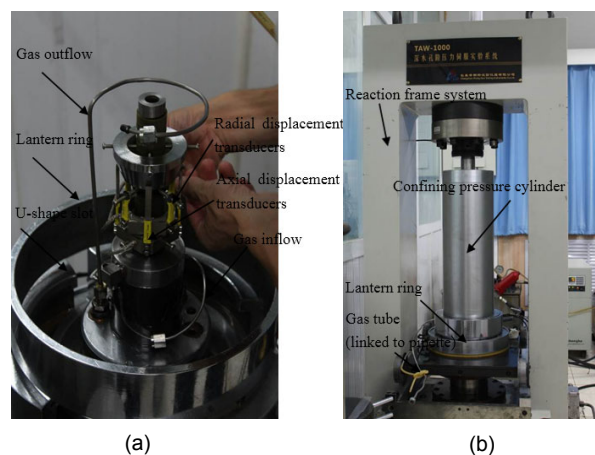 Gas outflow
Lantern ring
U-shape slot
Radial displacement
transducers
Axial displacement
transducers
Gas inflow
(a)
TAW-1000
Reaction frame system
Confining pressure cylinder
Lantern ring
Gas tube
(linked to pipette)
(b)